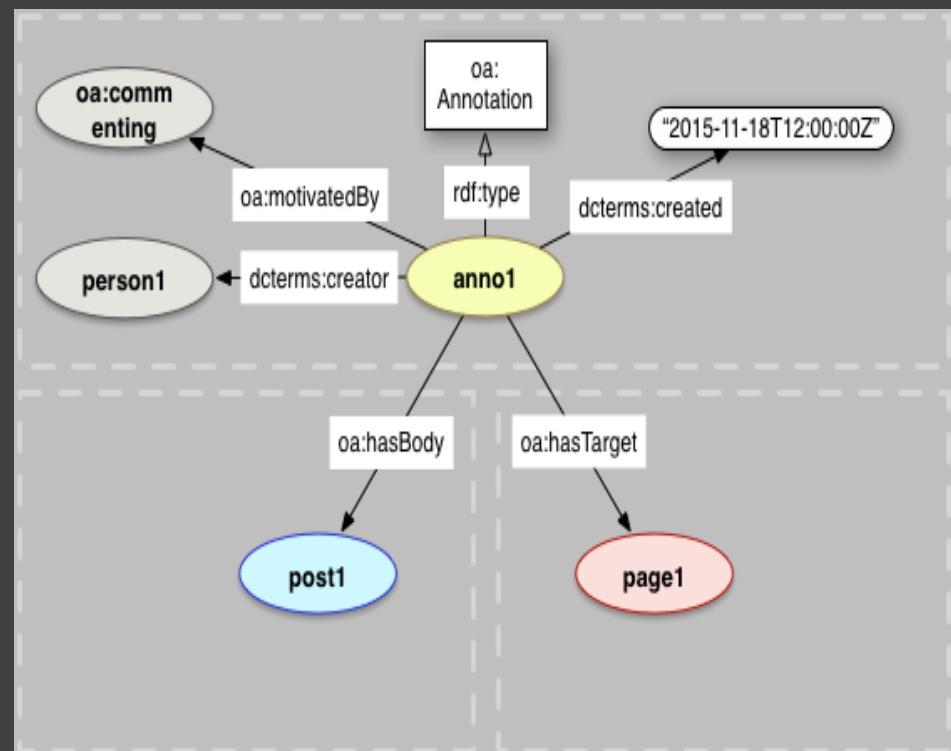 oa:
Annotation
oa:comm
enting
“2015-11-18T12:00:00Z”
oa:motivatedBy
rdf:type
dcterms:created
person1
dcterms:creator
anno1
oa:hasBody
oa:hasTarget
post1
page1